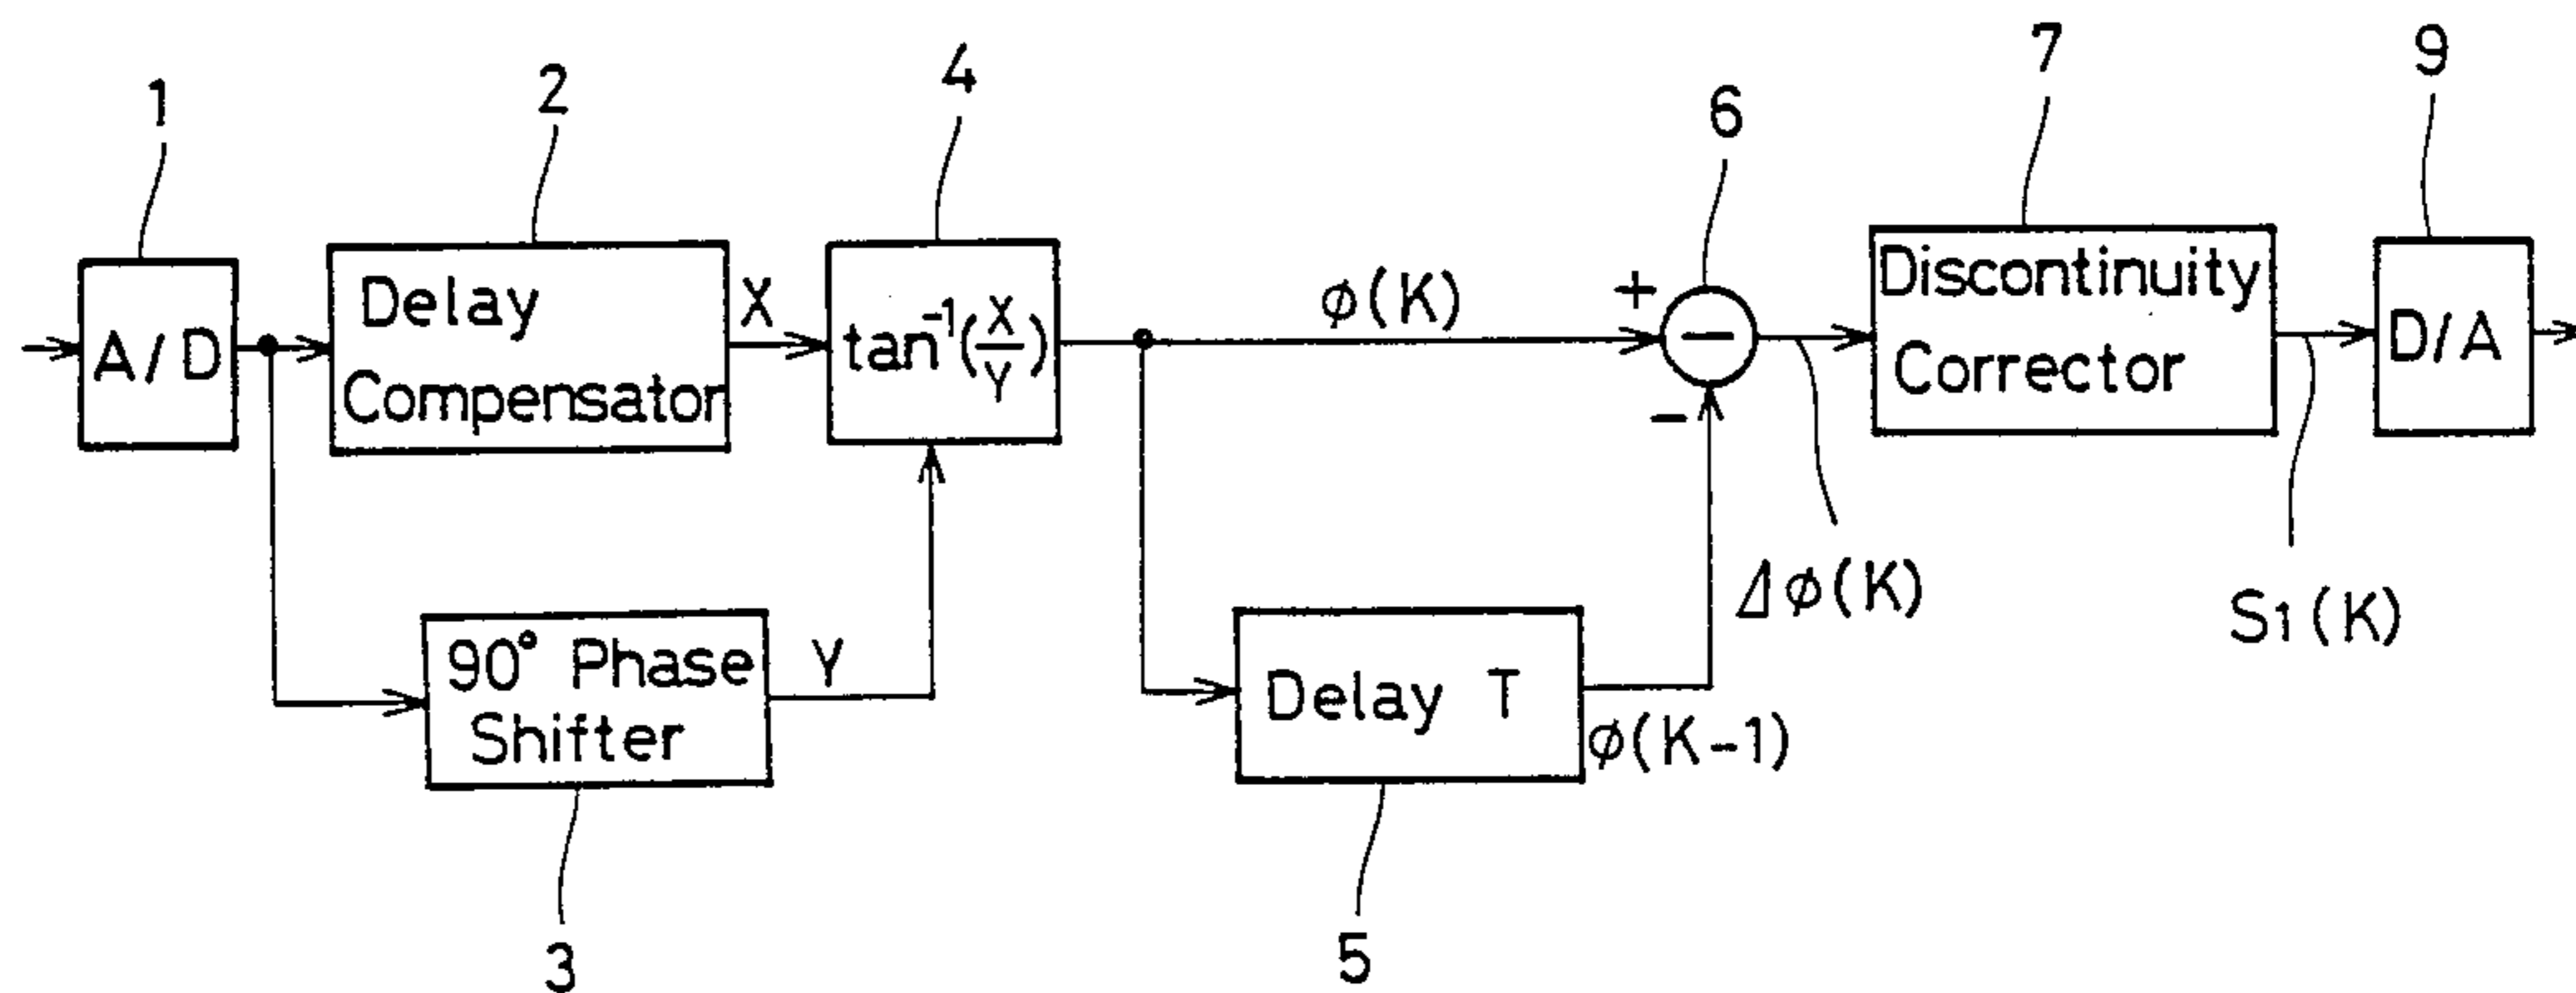 1
2
4
6
7
9
A/D
Delay
Compensator
X
tan⁻¹(X/Y)
ϕ(K)
+
−
-
Discontinuity
Corrector
D/A
90° Phase
Shifter
Y
Delay T
ϕ(K-1)
⊿ϕ(K)
S1(K)
3
5